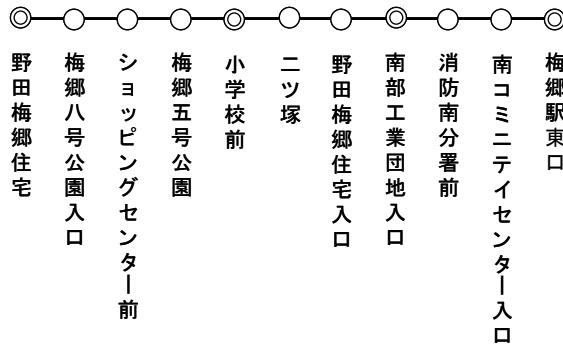 野田梅郷住宅
梅郷八号公園入口
ショッピングセンター前
梅郷五号公園
小学校前
二ツ塚
野田梅郷住宅入口
南部工業団地入口
消防南分署前
南コミニテイセンター入口
梅郷駅東口